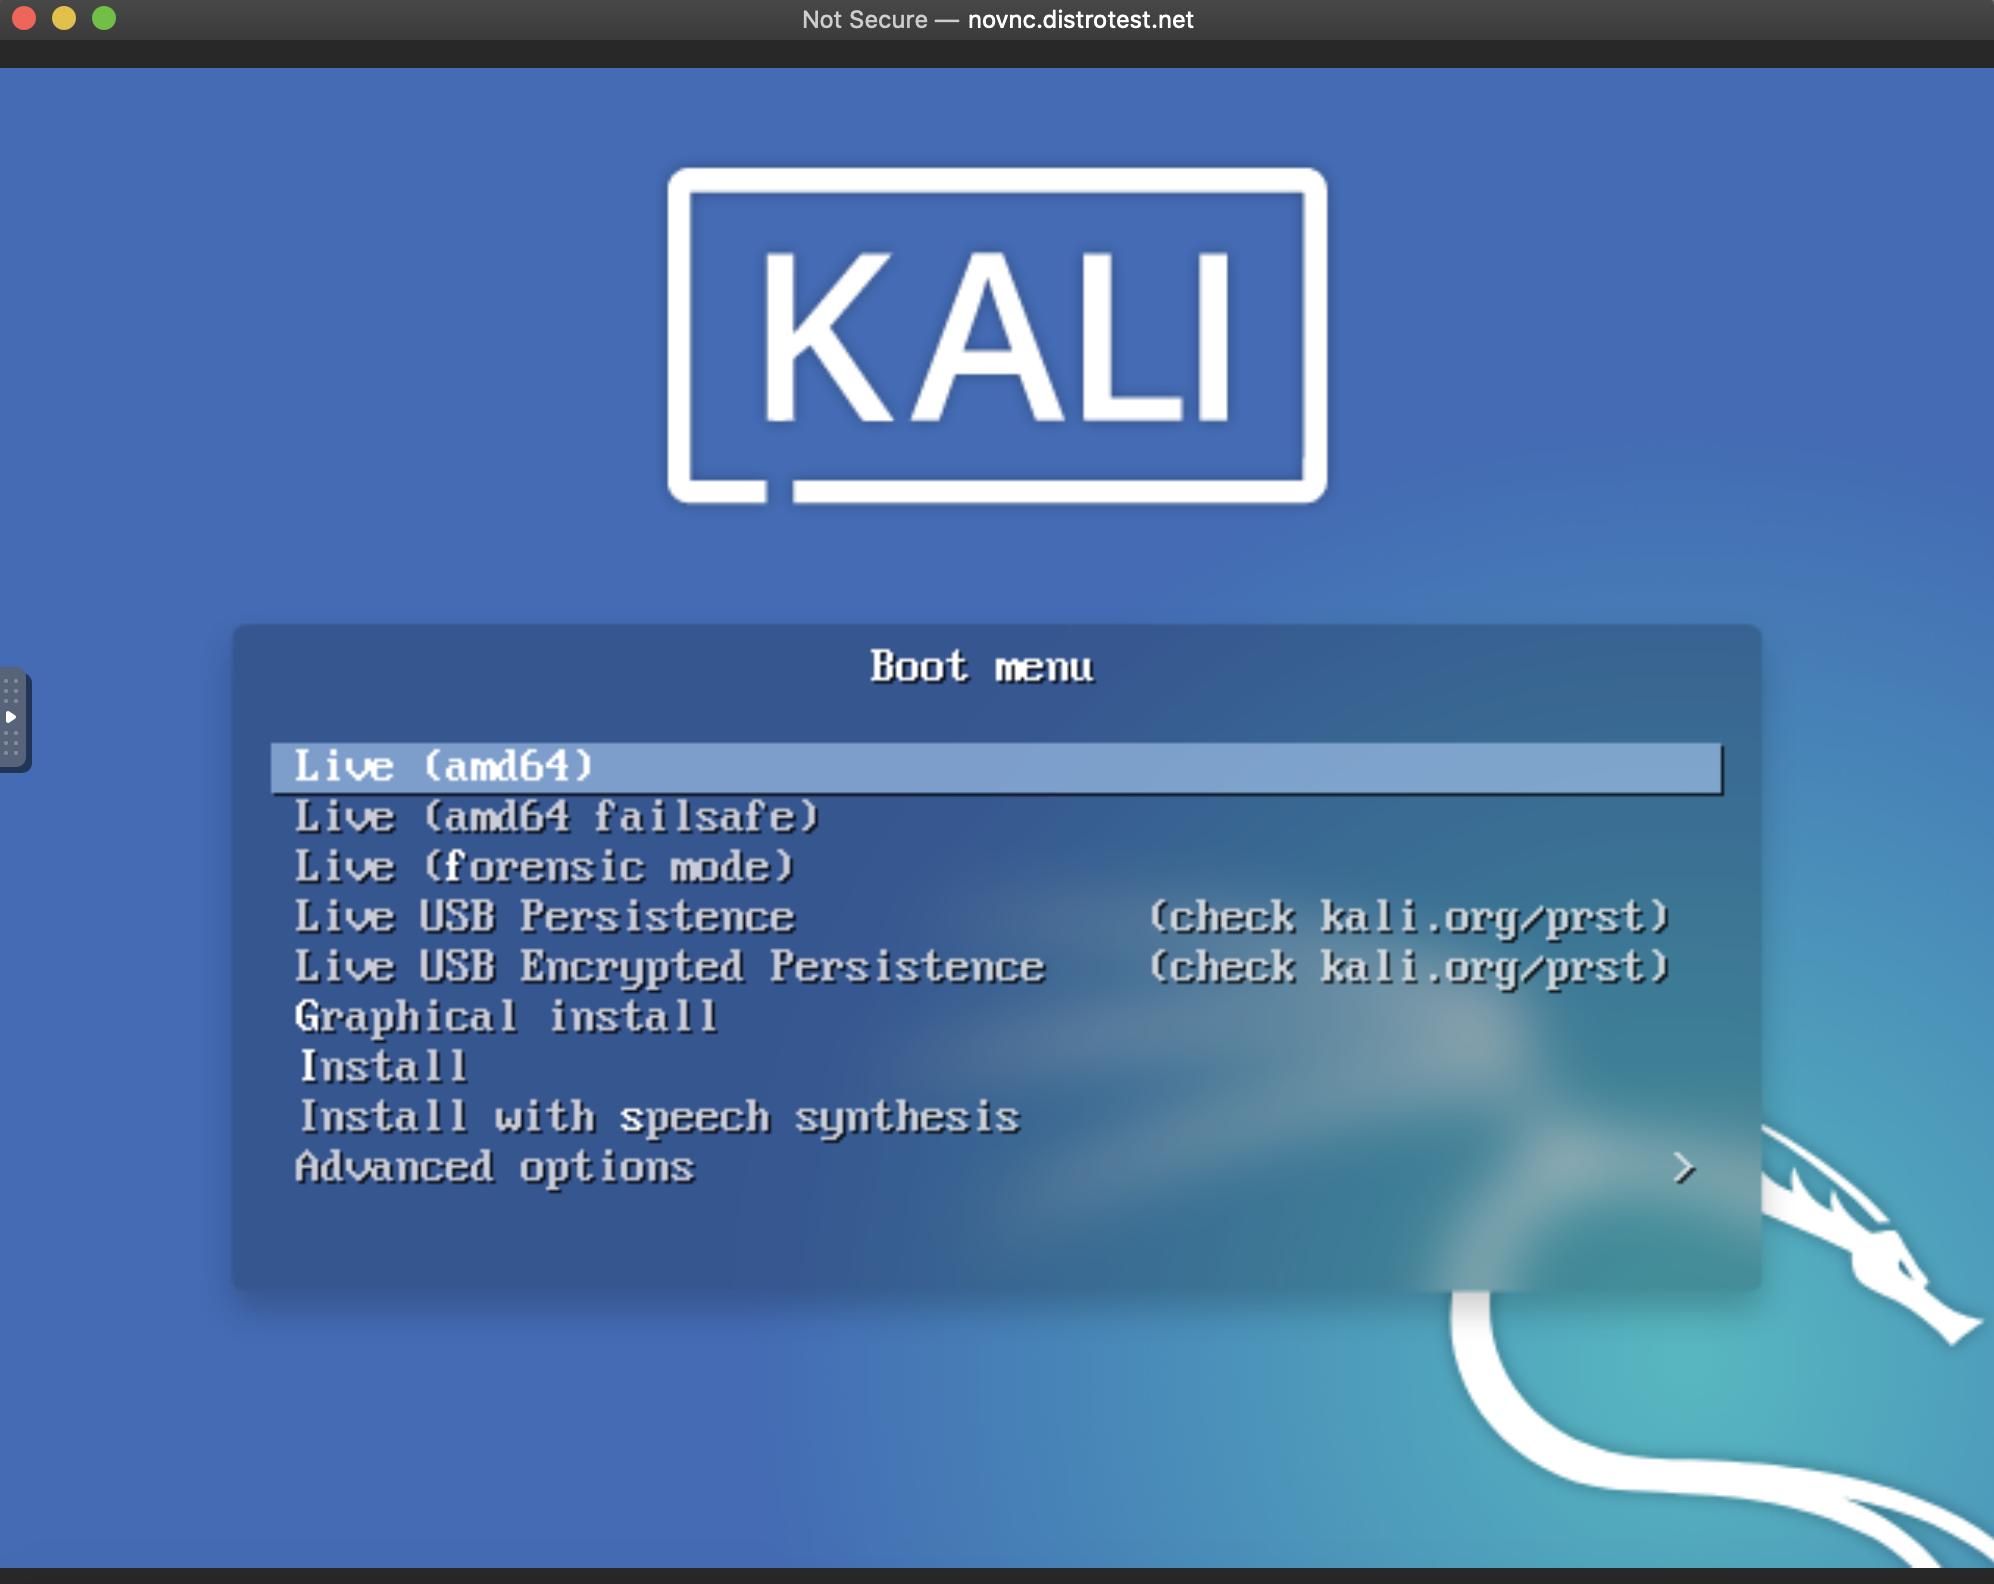 Not Secure — novnc.distrotest.net
KALI
Boot menu
Live (amd64)
Live (amd64 failsafe)
Live (forensic mode)
Live USB Persistence (check kali.org/prst)
Live USB Encrypted Persistence (check kali.org/prst)
Graphical install
Install
Install with speech synthesis
Advanced options >